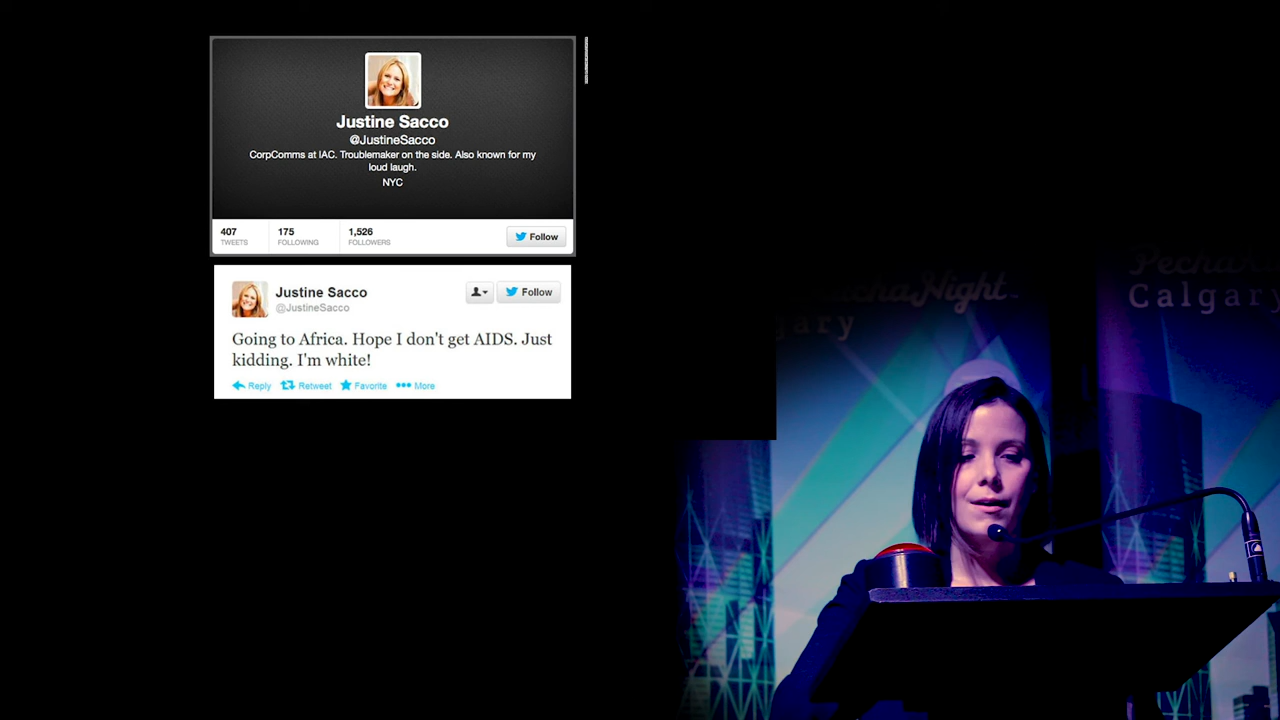 Justine Sacco
@JustineSacco
CorpComms at IAC. Troublemaker on the side. Also known for my
loud laugh.
NYC
407
TWEETS
175
FOLLOWING
1,526
FOLLOWERS
Follow
Justine Sacco
@JustineSacco
Follow
Going to Africa. Hope I don't get AIDS. Just
kidding. I'm white!
Reply
Retweet
Favorite
More
Calgary